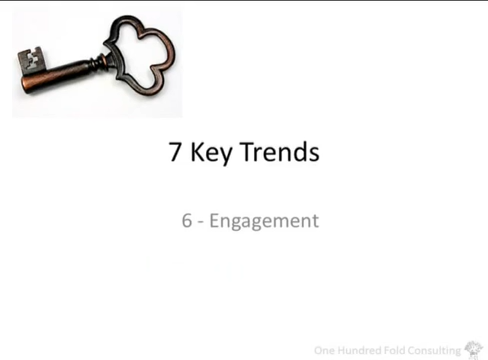 7 Key Trends
6 - Engagement
One Hundred Fold Consulting